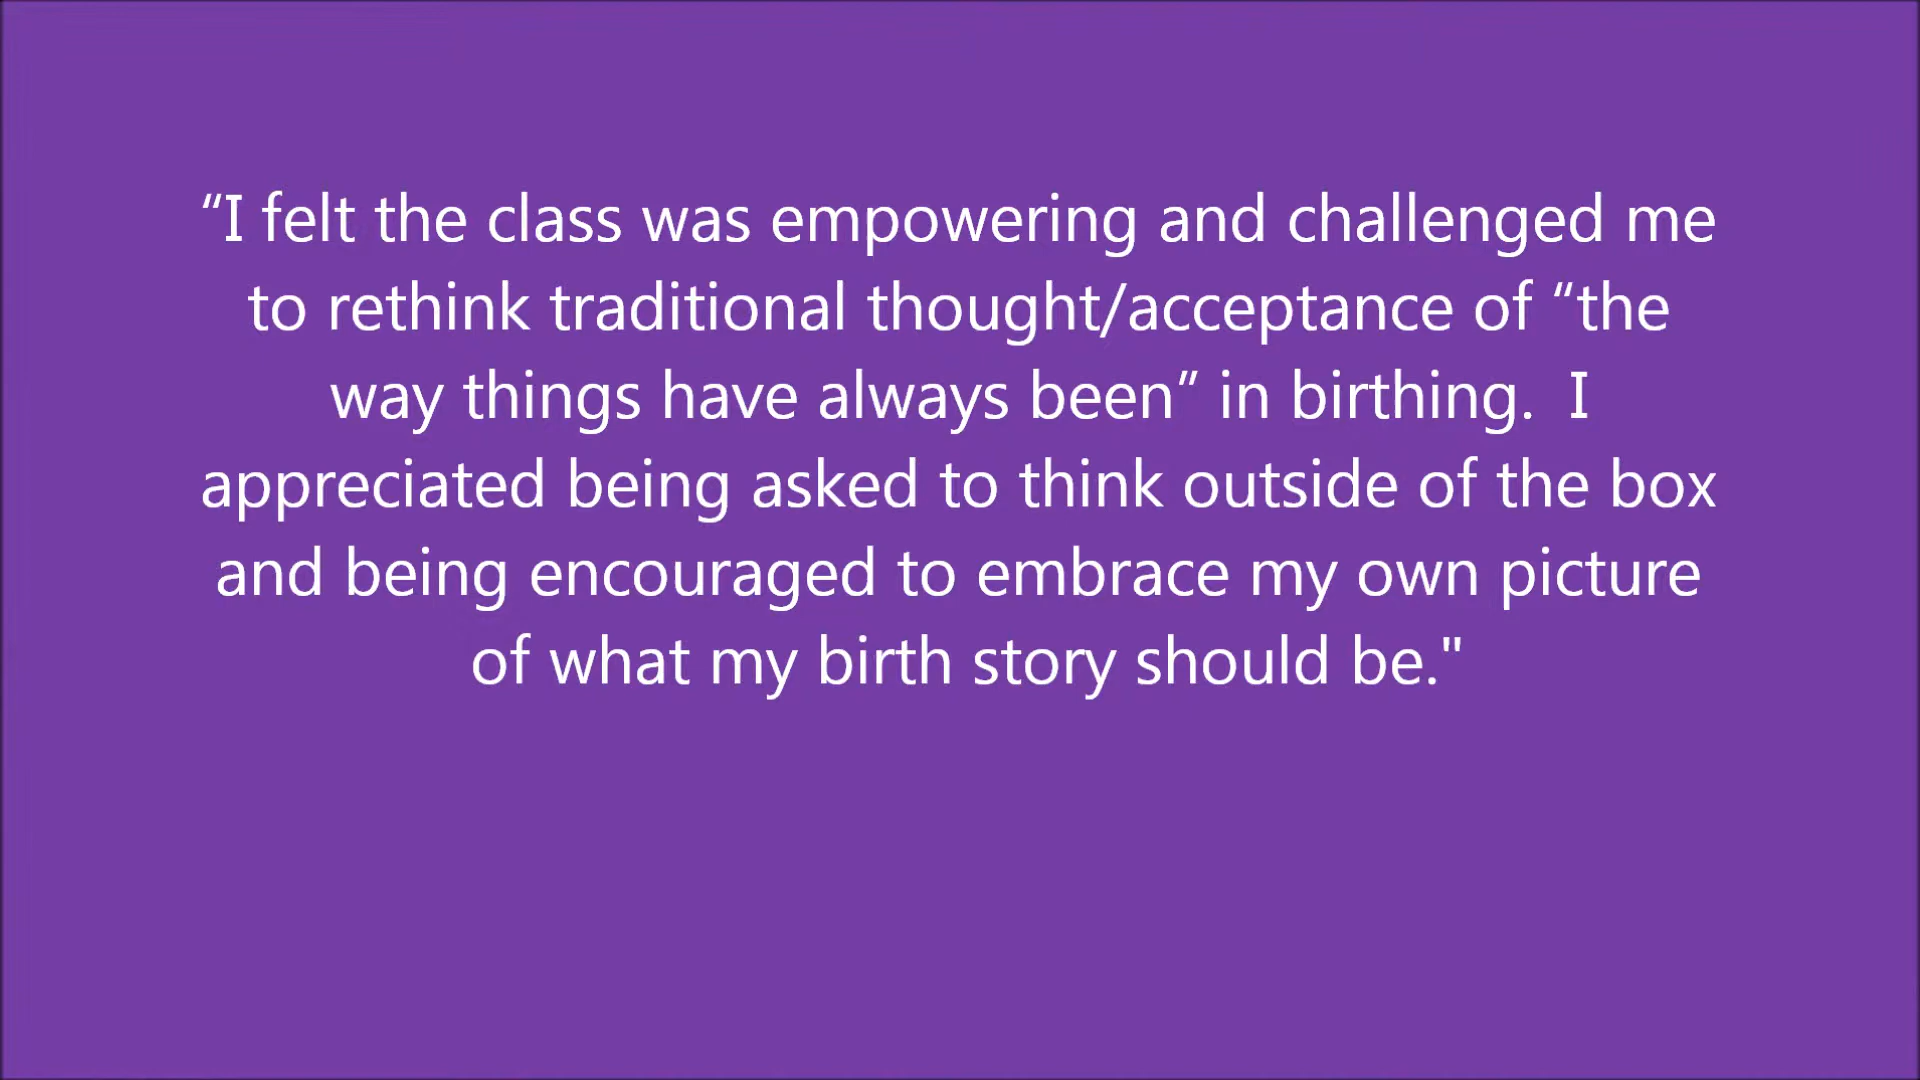 “I felt the class was empowering and challenged me
to rethink traditional thought/acceptance of “the
way things have always been” in birthing.  I
appreciated being asked to think outside of the box
and being encouraged to embrace my own picture
of what my birth story should be."